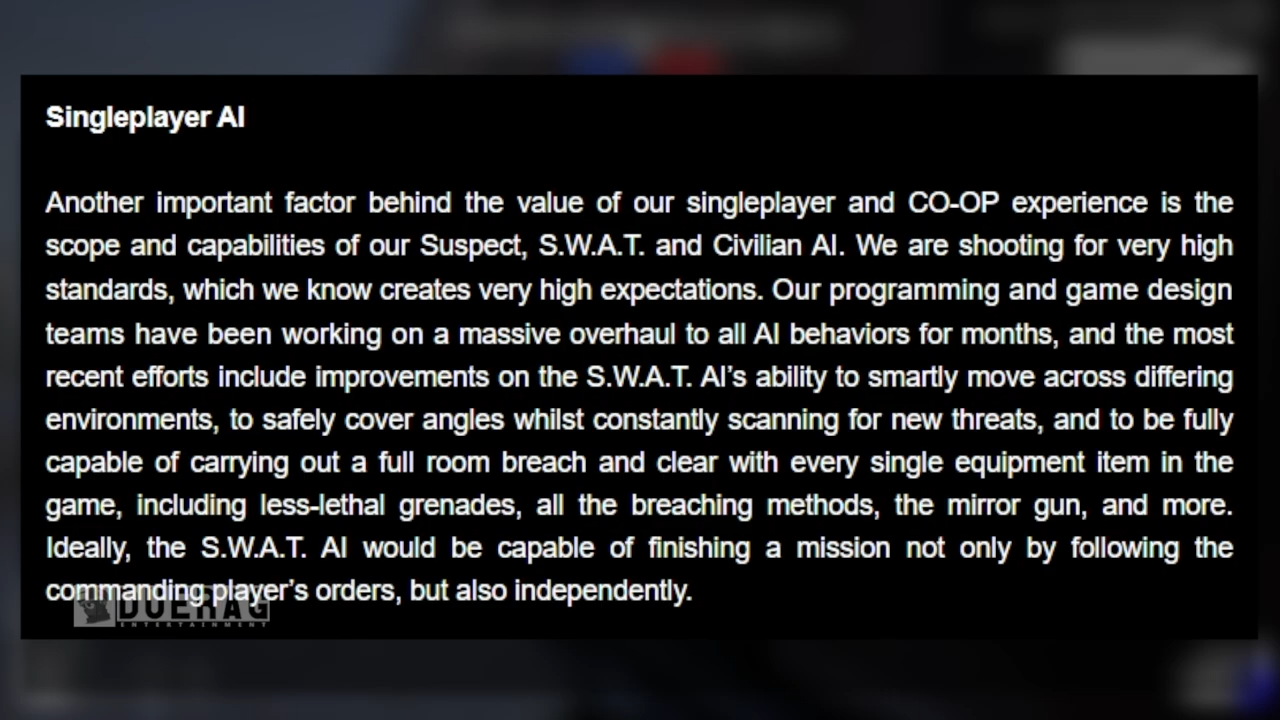 Singleplayer AI
Another important factor behind the value of our singleplayer and CO-OP experience is the
scope and capabilities of our Suspect, S.W.A.T. and Civilian AI. We are shooting for very high
standards, which we know creates very high expectations. Our programming and game design
teams have been working on a massive overhaul to all AI behaviors for months, and the most
recent efforts include improvements on the S.W.A.T. AI’s ability to smartly move across differing
environments, to safely cover angles whilst constantly scanning for new threats, and to be fully
capable of carrying out a full room breach and clear with every single equipment item in the
game, including less-lethal grenades, all the breaching methods, the mirror gun, and more.
Ideally, the S.W.A.T. AI would be capable of finishing a mission not only by following the
commanding player’s orders, but also independently.
DUERAG
ENTERTAINMENT